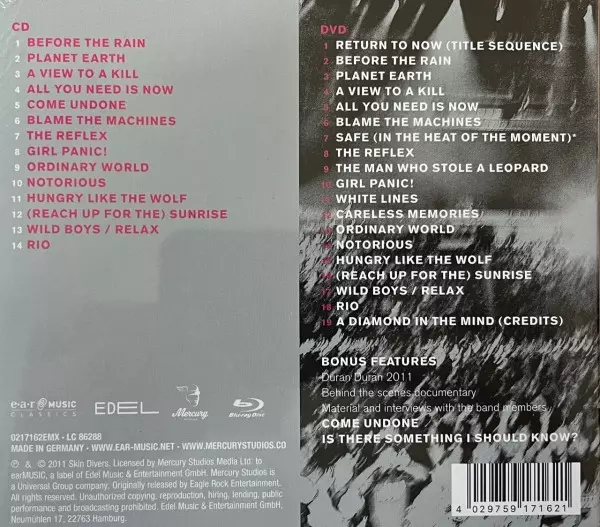 CD
1 BEFORE THE RAIN
2 PLANET EARTH
3 A VIEW TO A KILL
4 ALL YOU NEED IS NOW
5 COME UNDONE
6 BLAME THE MACHINES
7 THE REFLEX
8 GIRL PANIC!
9 ORDINARY WORLD
10 NOTORIOUS
11 HUNGRY LIKE THE WOLF
12 (REACH UP FOR THE) SUNRISE
13 WILD BOYS / RELAX
14 RIO
e·a·r MUSIC
CLASSICS
EDEL
Mercury
Blu-ray Disc
0217162EMX - LC 86288
MADE IN GERMANY - WWW.EAR-MUSIC.NET - WWW.MERCURYSTUDIOS.CO
℗ & © 2011 Skin Divers. Licensed by Mercury Studios Media Ltd. to
earMUSIC, a label of Edel Music & Entertainment GmbH. Mercury Studios is
a Universal Group company. Originally released by Eagle Rock Entertainment.
All rights reserved. Unauthorized copying, reproduction, hiring, lending, public
performance and broadcasting prohibited. Edel Music & Entertainment GmbH,
Neumühlen 17, 22763 Hamburg.
DVD
1 RETURN TO NOW (TITLE SEQUENCE)
2 BEFORE THE RAIN
3 PLANET EARTH
4 A VIEW TO A KILL
5 ALL YOU NEED IS NOW
6 BLAME THE MACHINES
7 SAFE (IN THE HEAT OF THE MOMENT)*
8 THE REFLEX
9 THE MAN WHO STOLE A LEOPARD
10 GIRL PANIC!
11 WHITE LINES
12 CARELESS MEMORIES
13 ORDINARY WORLD
14 NOTORIOUS
15 HUNGRY LIKE THE WOLF
16 (REACH UP FOR THE) SUNRISE
17 WILD BOYS / RELAX
18 RIO
19 A DIAMOND IN THE MIND (CREDITS)
BONUS FEATURES
Duran Duran 2011
Behind the scenes documentary
Material and interviews with the band members
COME UNDONE
IS THERE SOMETHING I SHOULD KNOW?
4 029759 171621